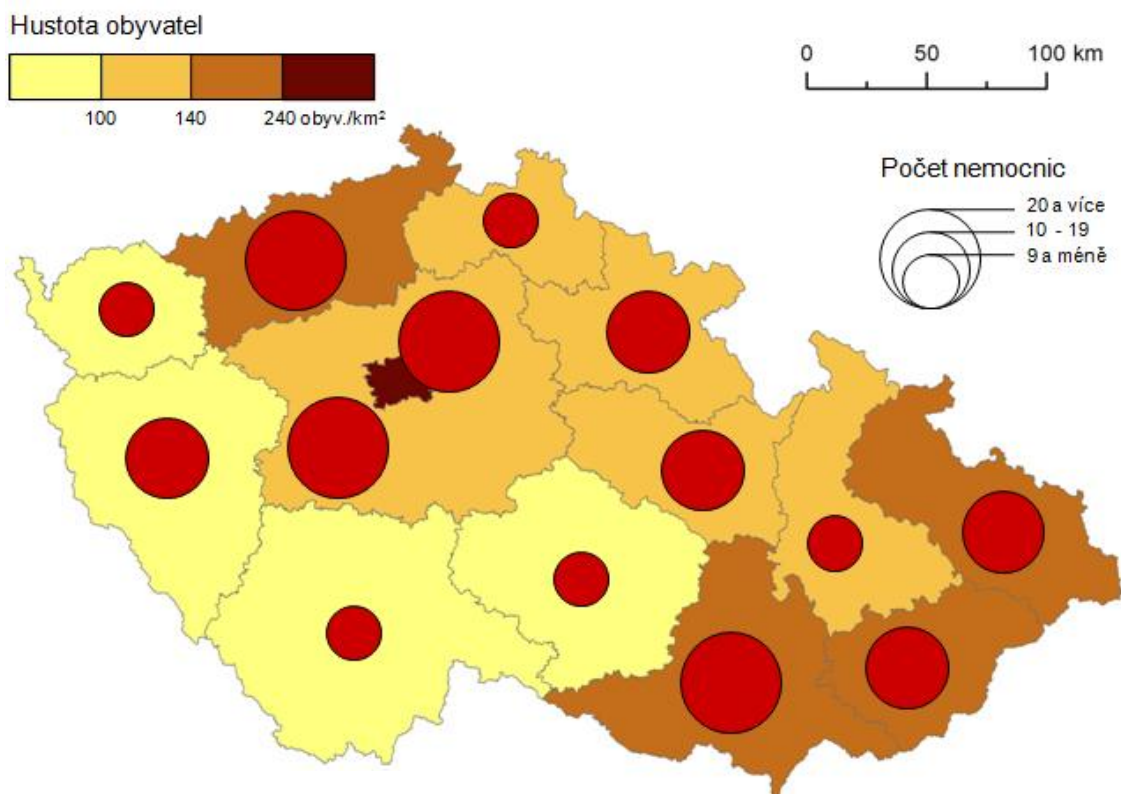 Hustota obyvatel
100 140 240 obyv./km²
0 50 100 km
Počet nemocnic
20 a více
10 - 19
9 a méně